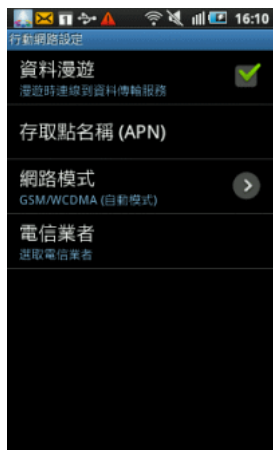 16:10
行動網路設定
資料漫遊
漫遊時連線到資料傳輸服務
存取點名稱 (APN)
網路模式
GSM/WCDMA (自動模式)
電信業者
選取電信業者